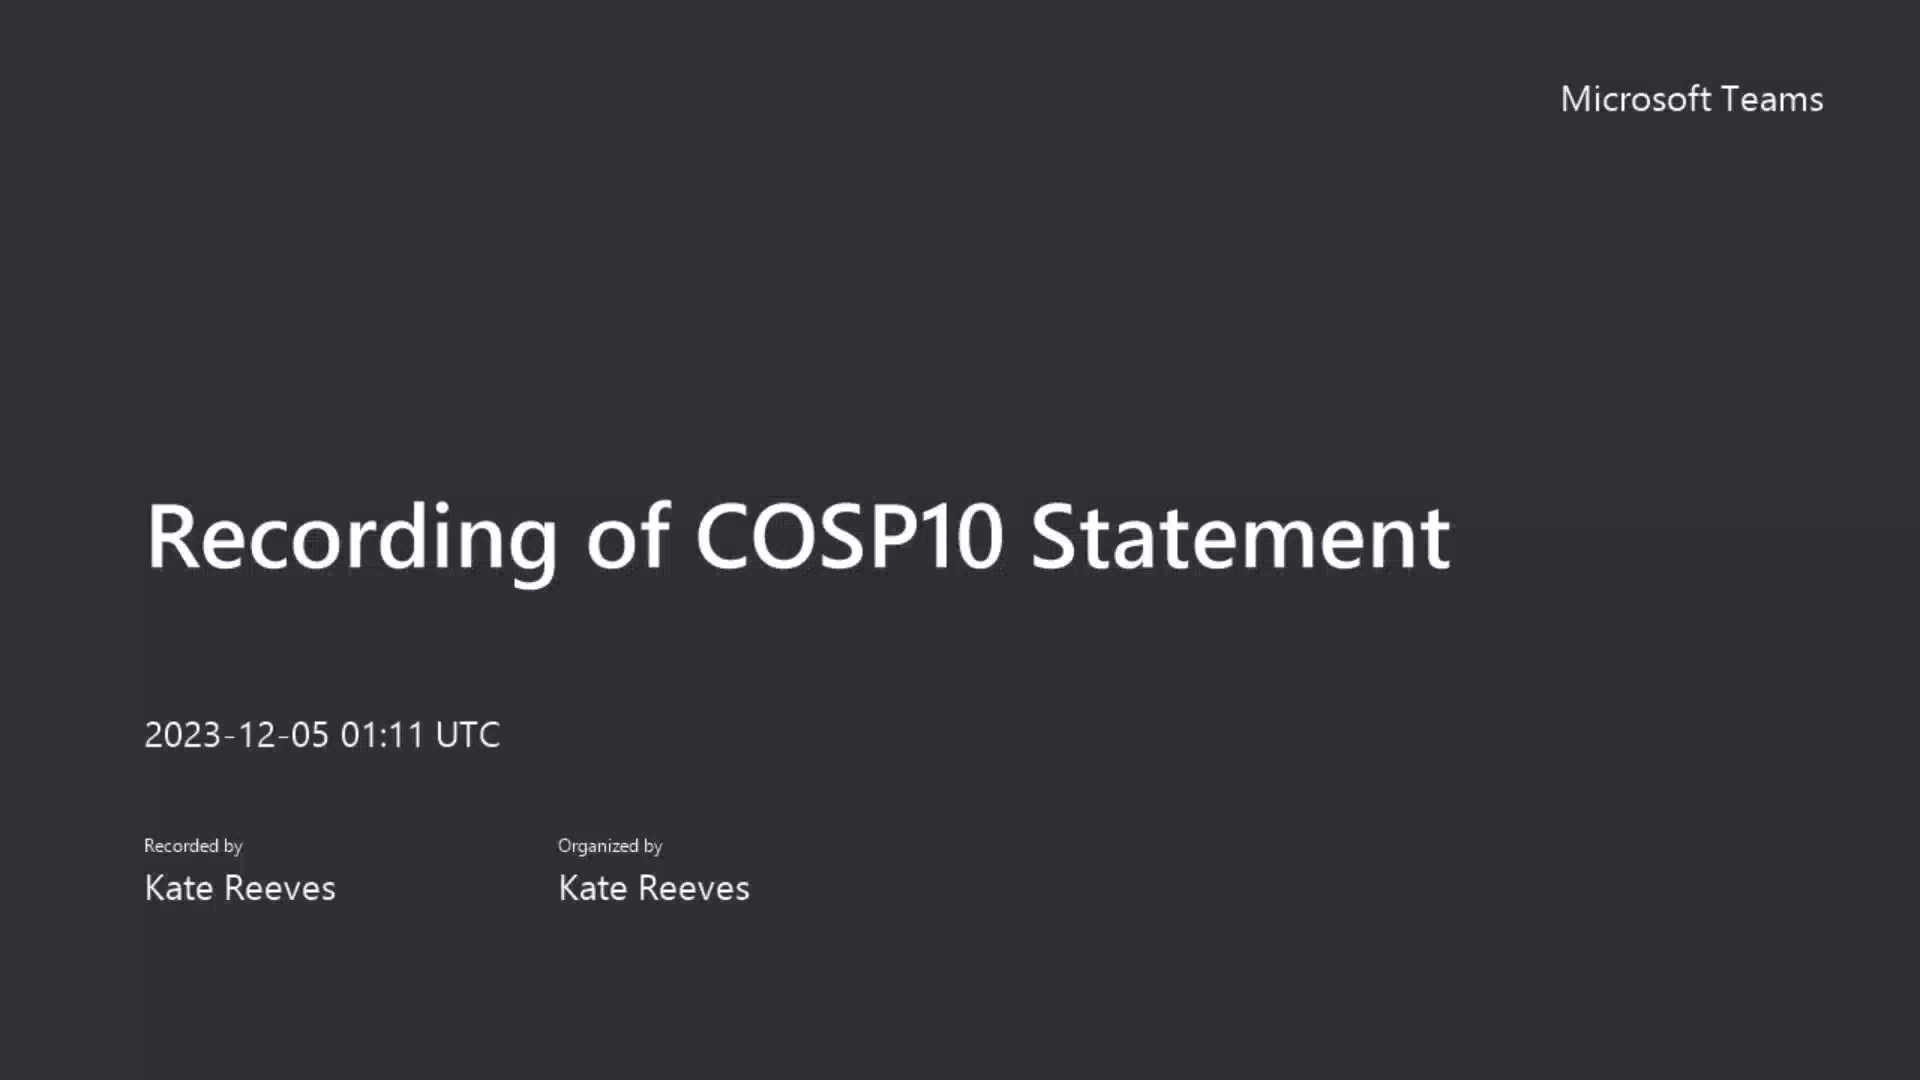 Microsoft Teams
Recording of COSP10 Statement
2023-12-05 01:11 UTC
Recorded by
Kate Reeves
Organized by
Kate Reeves